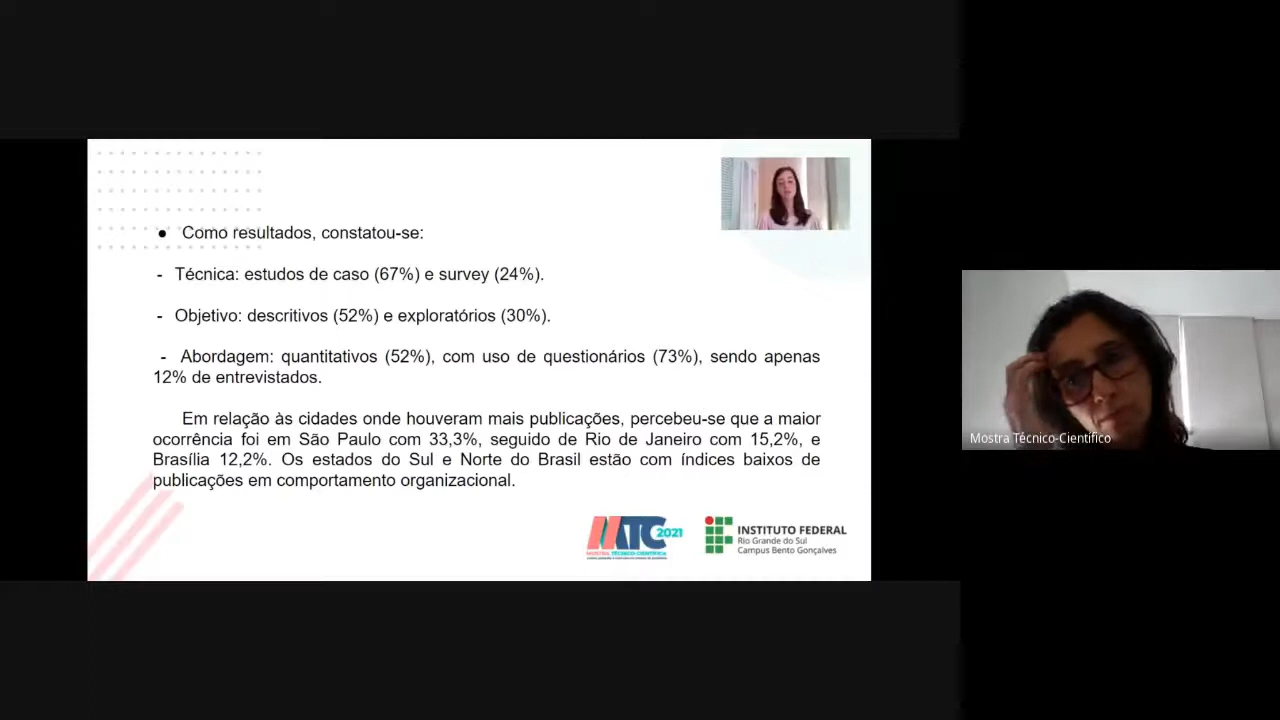 ● Como resultados, constatou-se:
- Técnica: estudos de caso (67%) e survey (24%).
- Objetivo: descritivos (52%) e exploratórios (30%).
- Abordagem: quantitativos (52%), com uso de questionários (73%), sendo apenas
12% de entrevistados.
Em relação às cidades onde houveram mais publicações, percebeu-se que a maior
ocorrência foi em São Paulo com 33,3%, seguido de Rio de Janeiro com 15,2%, e
Brasília 12,2%. Os estados do Sul e Norte do Brasil estão com índices baixos de
publicações em comportamento organizacional.
MTC 2021
MOSTRA TÉCNICO-CIENTÍFICA
INSTITUTO FEDERAL
Rio Grande do Sul
Campus Bento Gonçalves
Mostra Técnico-Científico